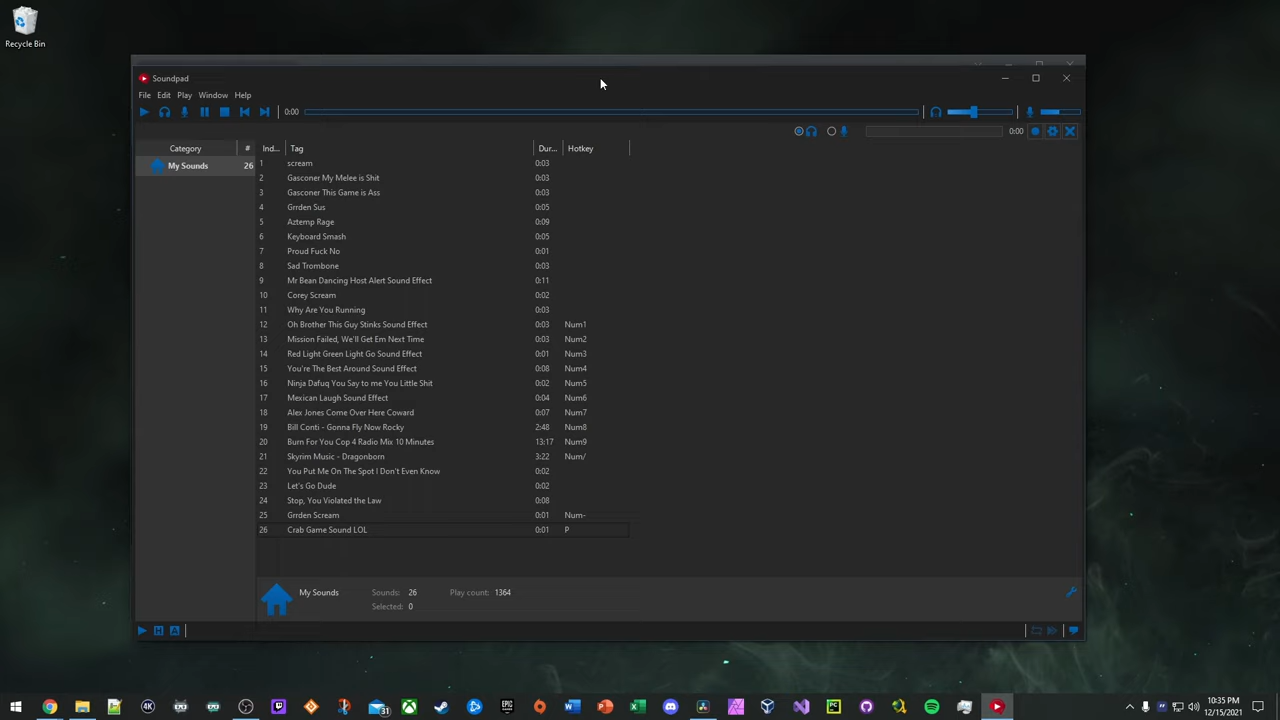 Recycle Bin
Soundpad
File Edit Play Window Help
0:00
0:00
Category # Ind... Tag Dur... Hotkey
My Sounds 26
1 scream 0:03
2 Gasconer My Melee is Shit 0:03
3 Gasconer This Game is Ass 0:03
4 Grrden Sus 0:05
5 Aztemp Rage 0:09
6 Keyboard Smash 0:05
7 Proud Fuck No 0:01
8 Sad Trombone 0:03
9 Mr Bean Dancing Host Alert Sound Effect 0:11
10 Corey Scream 0:02
11 Why Are You Running 0:03
12 Oh Brother This Guy Stinks Sound Effect 0:03 Num1
13 Mission Failed, We'll Get Em Next Time 0:03 Num2
14 Red Light Green Light Go Sound Effect 0:01 Num3
15 You're The Best Around Sound Effect 0:08 Num4
16 Ninja Dafuq You Say to me You Little Shit 0:02 Num5
17 Mexican Laugh Sound Effect 0:04 Num6
18 Alex Jones Come Over Here Coward 0:07 Num7
19 Bill Conti - Gonna Fly Now Rocky 2:48 Num8
20 Burn For You Cop 4 Radio Mix 10 Minutes 13:17 Num9
21 Skyrim Music - Dragonborn 3:22 Num/
22 You Put Me On The Spot I Don't Even Know 0:02
23 Let's Go Dude 0:02
24 Stop, You Violated the Law 0:08
25 Grrden Scream 0:01 Num-
26 Crab Game Sound LOL 0:01 P
My Sounds Sounds: 26 Play count: 1364
Selected: 0
H A
4K 31 EPIC GAMES PC
10:35 PM
12/15/2021